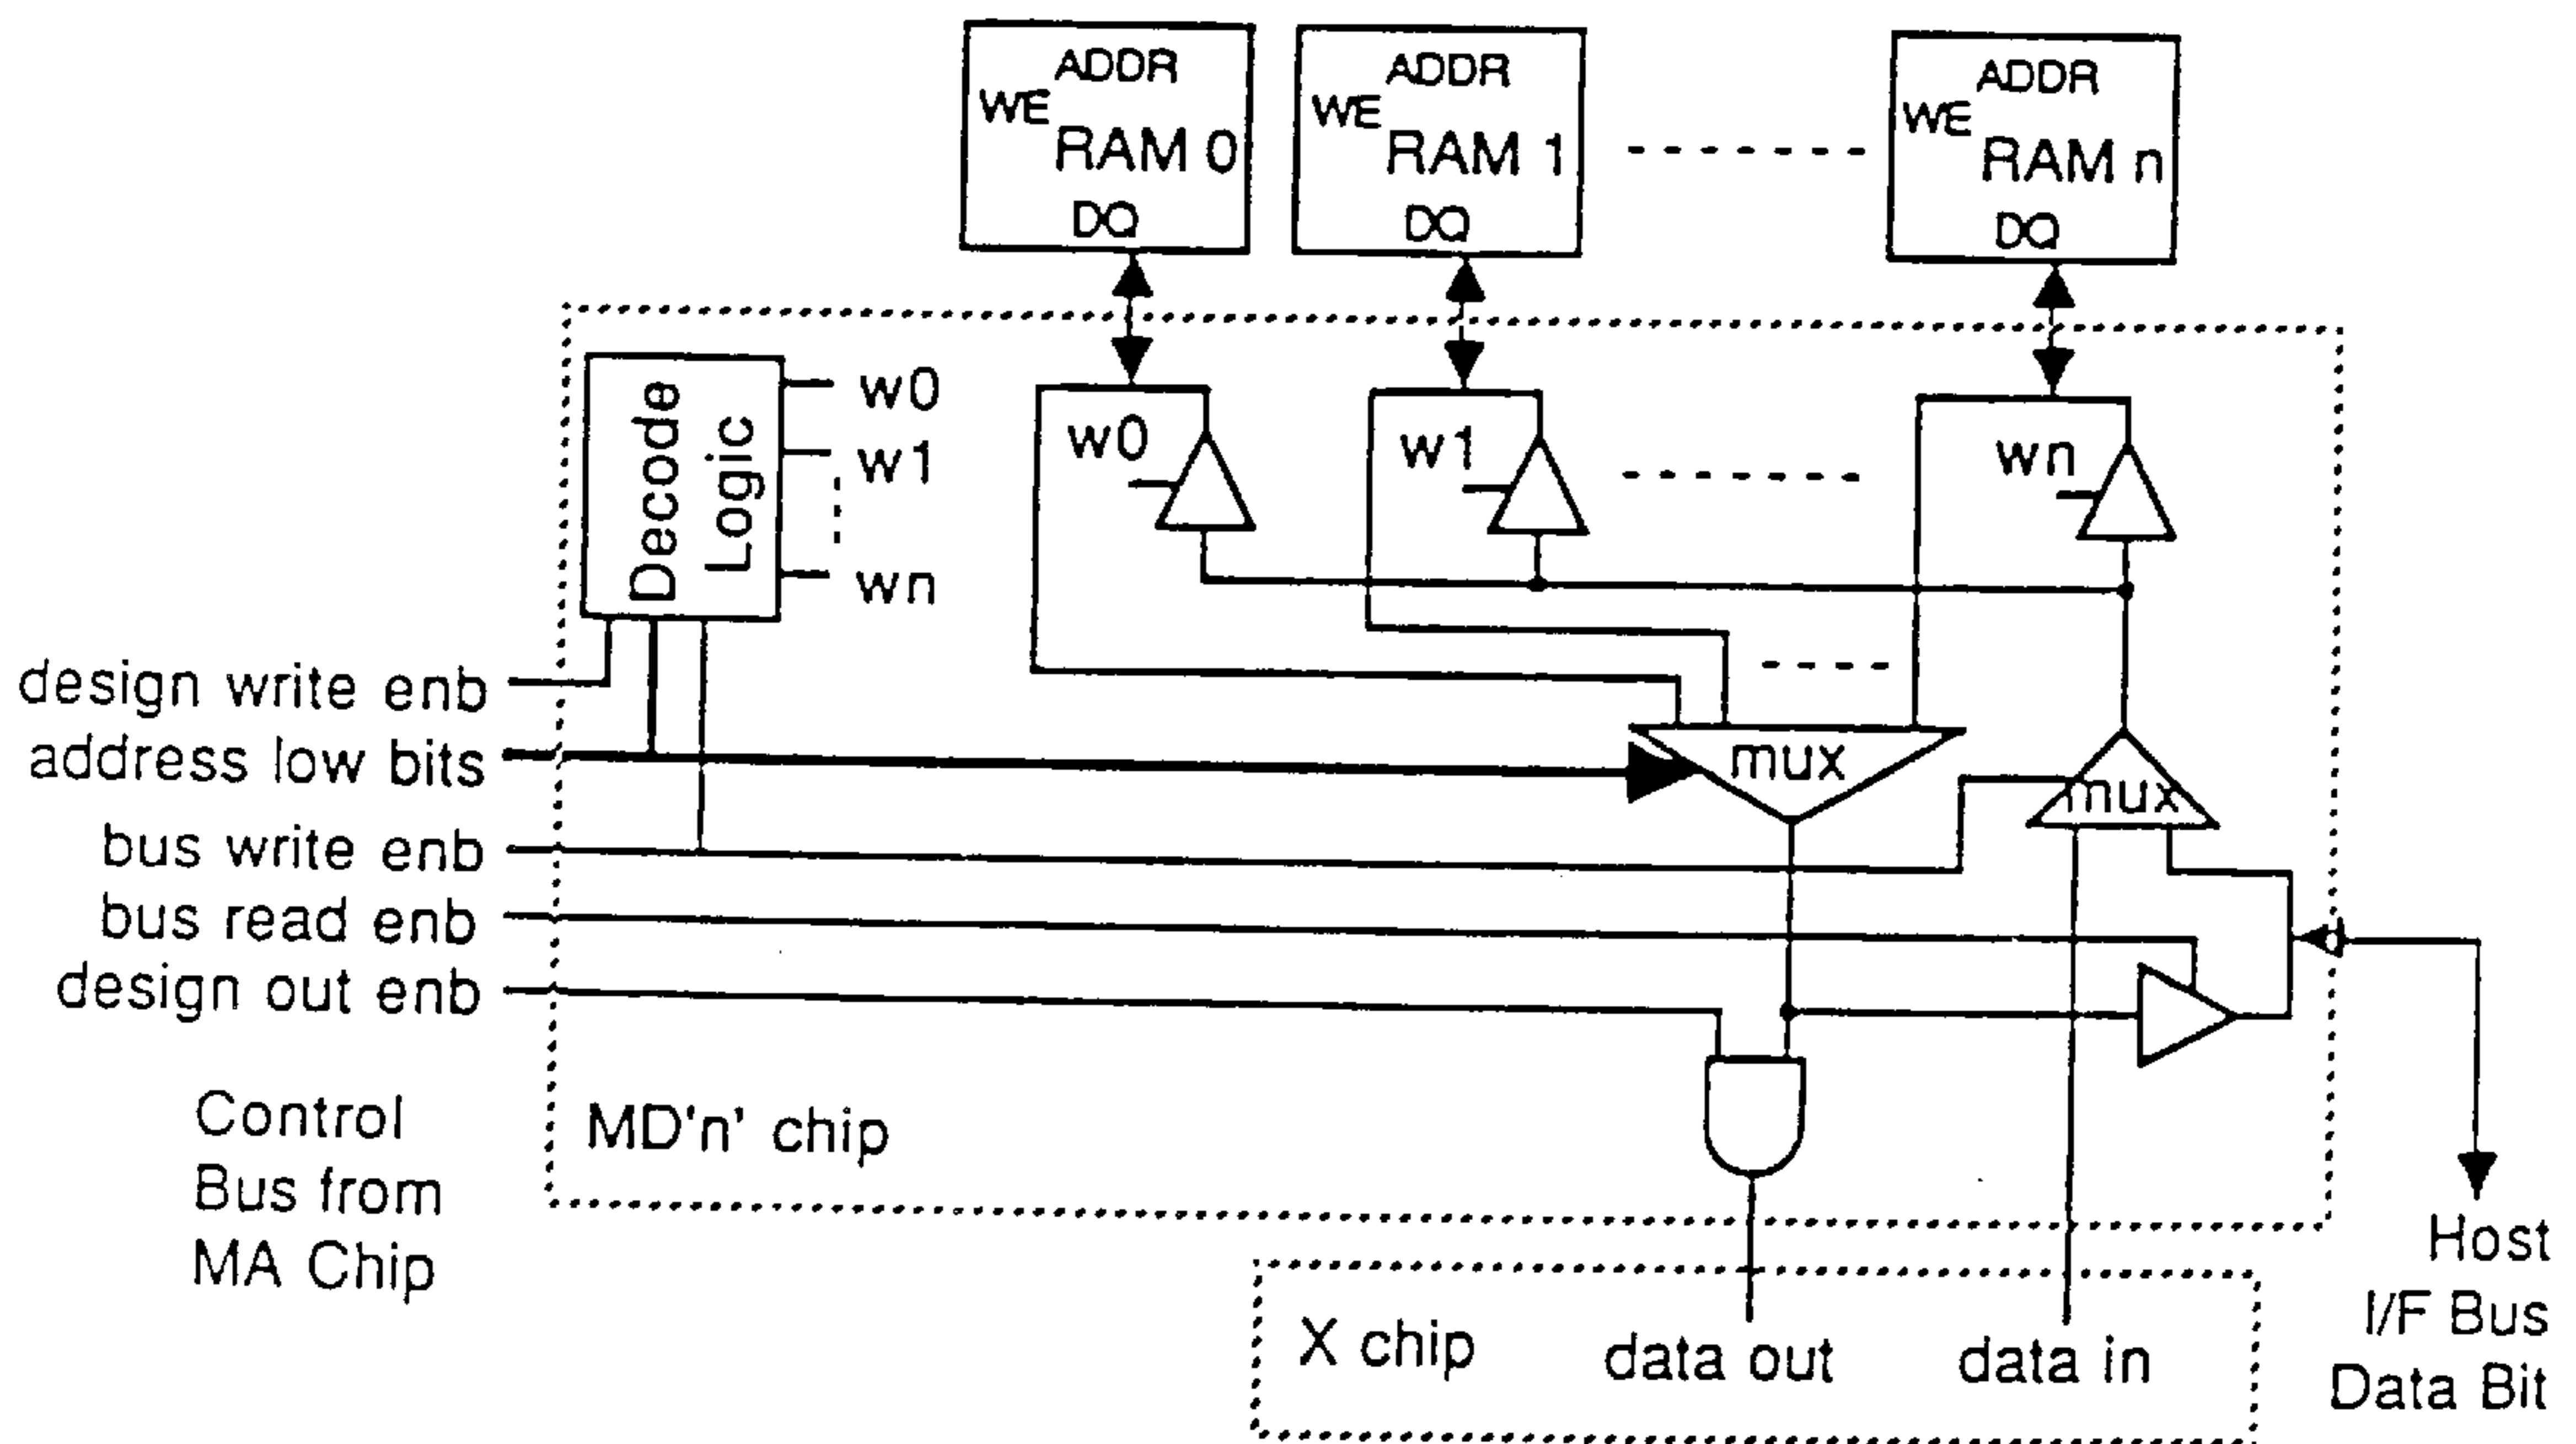 ADDR
WE
RAM 0
DQ
ADDR
WE
RAM 1
DQ
ADDR
WE
RAM n
DQ
Decode
Logic
w0
w1
wn
w0
w1
wn
design write enb
address low bits
bus write enb
bus read enb
design out enb
mux
mux
Control
Bus from
MA Chip
MD'n' chip
X chip
data out
data in
Host
I/F Bus
Data Bit